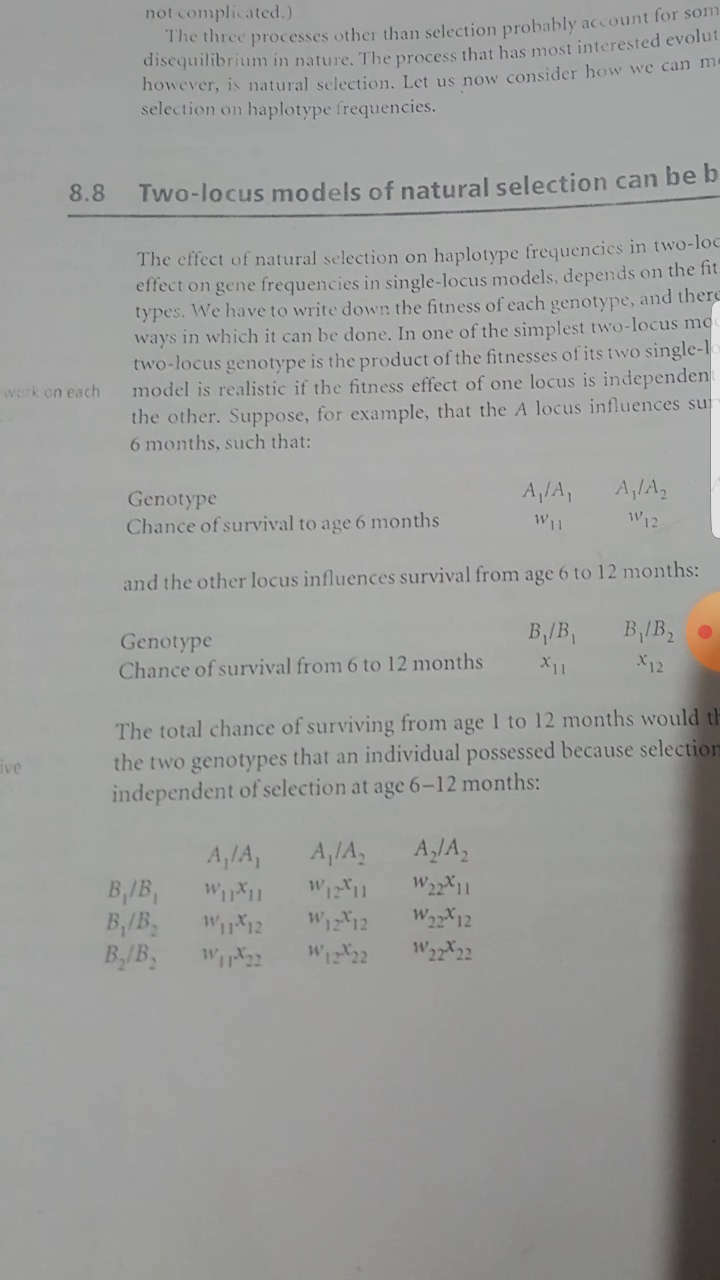 not complicated.)
The three processes other than selection probably account for som
disequilibrium in nature. The process that has most interested evolut
however, is natural selection. Let us now consider how we can m
selection on haplotype frequencies.
8.8 Two-locus models of natural selection can be b
The effect of natural selection on haplotype frequencies in two-loc
effect on gene frequencies in single-locus models, depends on the fit
types. We have to write down the fitness of each genotype, and there
ways in which it can be done. In one of the simplest two-locus mo
two-locus genotype is the product of the fitnesses of its two single-l
work on each
model is realistic if the fitness effect of one locus is independen
the other. Suppose, for example, that the A locus influences sur
6 months, such that:
Genotype A₁/A₁ A₁/A₂
Chance of survival to age 6 months w₁₁ w₁₂
and the other locus influences survival from age 6 to 12 months:
Genotype B₁/B₁ B₁/B₂
Chance of survival from 6 to 12 months x₁₁ x₁₂
The total chance of surviving from age 1 to 12 months would th
ive
the two genotypes that an individual possessed because selection
independent of selection at age 6–12 months:
A₁/A₁ A₁/A₂ A₂/A₂
B₁/B₁ w₁₁x₁₁ w₁₂x₁₁ w₂₂x₁₁
B₁/B₂ w₁₁x₁₂ w₁₂x₁₂ w₂₂x₁₂
B₂/B₂ w₁₁x₂₂ w₁₂x₂₂ w₂₂x₂₂